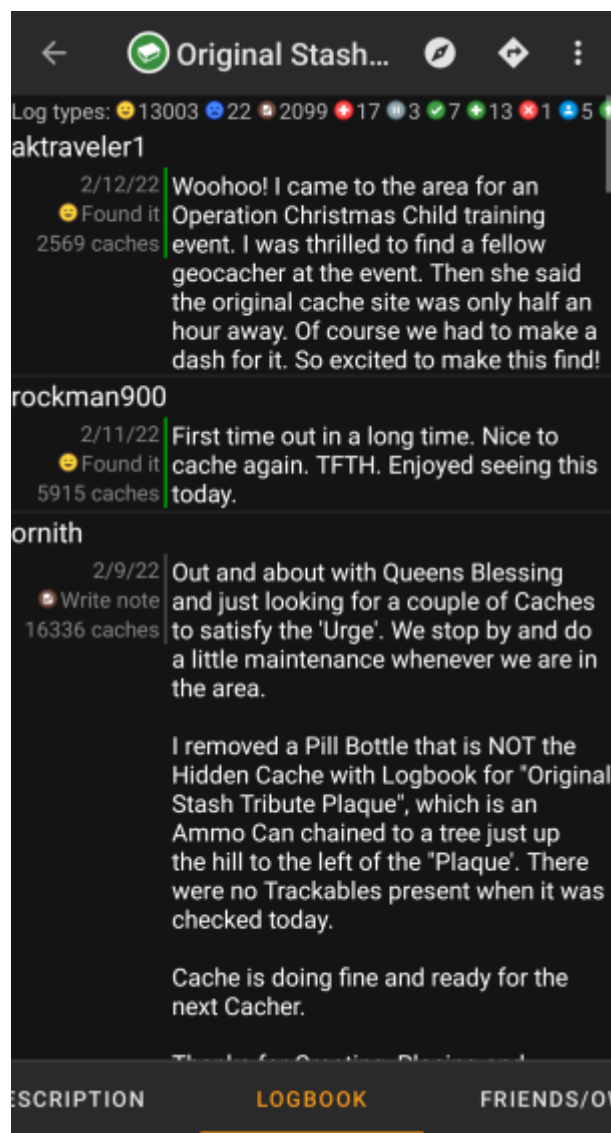 Original Stash...
Log types: 13003 22 2099 17 3 7 13 1 5
aktraveler1
2/12/22
Found it
2569 caches
Woohoo! I came to the area for an
Operation Christmas Child training
event. I was thrilled to find a fellow
geocacher at the event. Then she said
the original cache site was only half an
hour away. Of course we had to make a
dash for it. So excited to make this find!
rockman900
2/11/22
Found it
5915 caches
First time out in a long time. Nice to
cache again. TFTH. Enjoyed seeing this
today.
ornith
2/9/22
Write note
16336 caches
Out and about with Queens Blessing
and just looking for a couple of Caches
to satisfy the 'Urge'. We stop by and do
a little maintenance whenever we are in
the area.
I removed a Pill Bottle that is NOT the
Hidden Cache with Logbook for "Original
Stash Tribute Plaque", which is an
Ammo Can chained to a tree just up
the hill to the left of the "Plaque'. There
were no Trackables present when it was
checked today.
Cache is doing fine and ready for the
next Cacher.
ESCRIPTION LOGBOOK FRIENDS/O